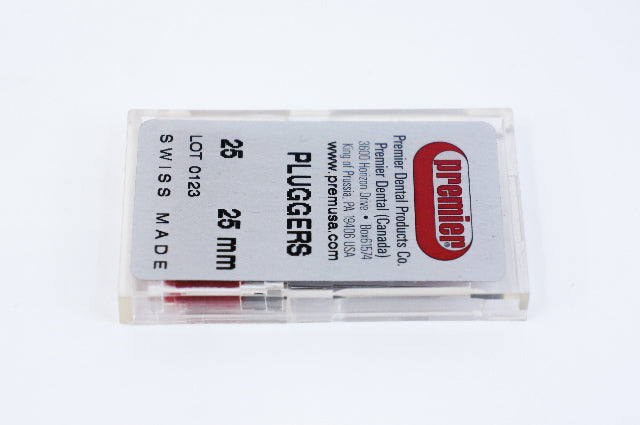 premier®
Premier Dental Products Co.
Premier Dental (Canada)
3600 Horizon Drive • Box 61574
King of Prussia, PA 19406 USA
www.premusa.com
PLUGGERS
25 25 mm
LOT 0123
SWISS MADE